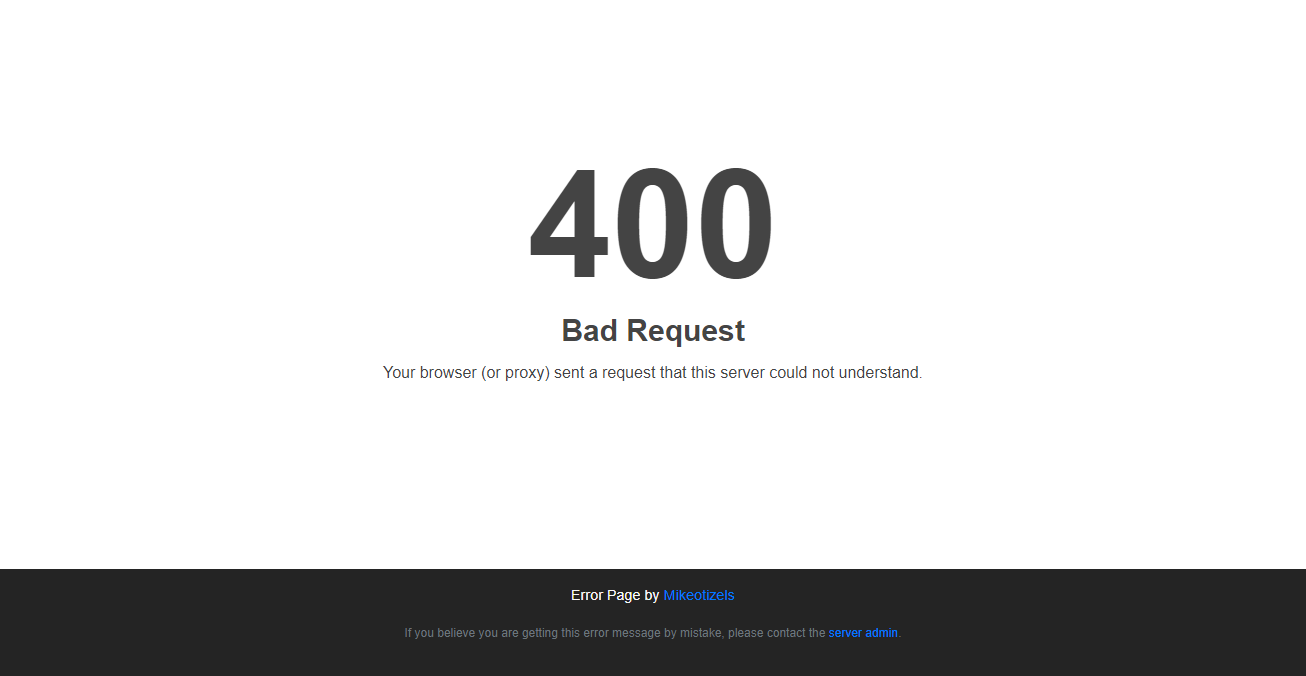 400
Bad Request
Your browser (or proxy) sent a request that this server could not understand.
Error Page by Mikeotizels
If you believe you are getting this error message by mistake, please contact the server admin.